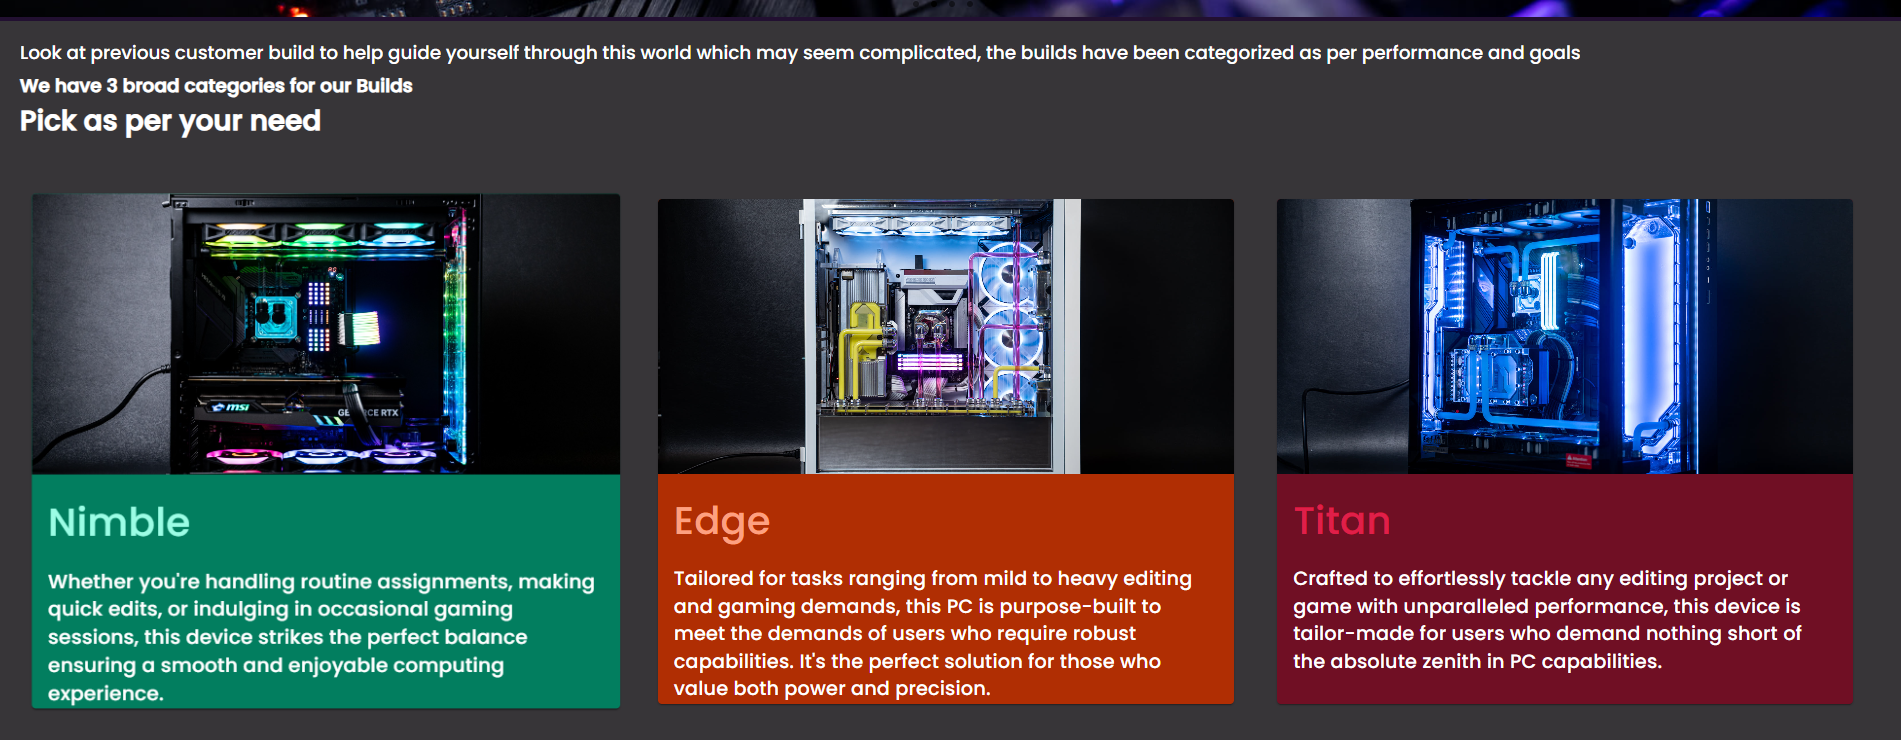 Look at previous customer build to help guide yourself through this world which may seem complicated, the builds have been categorized as per performance and goals
We have 3 broad categories for our Builds
Pick as per your need
msi
GEFORCE RTX
Nimble
Whether you're handling routine assignments, making
quick edits, or indulging in occasional gaming
sessions, this device strikes the perfect balance
ensuring a smooth and enjoyable computing
experience.
Edge
Tailored for tasks ranging from mild to heavy editing
and gaming demands, this PC is purpose-built to
meet the demands of users who require robust
capabilities. It's the perfect solution for those who
value both power and precision.
Titan
Crafted to effortlessly tackle any editing project or
game with unparalleled performance, this device is
tailor-made for users who demand nothing short of
the absolute zenith in PC capabilities.